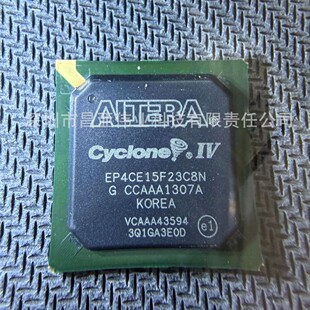 ALTERA
Cyclone IV
EP4CE15F23C8N
G CCAAA1307A
KOREA
VCAAA43594
3Q1GA3E0D
e1